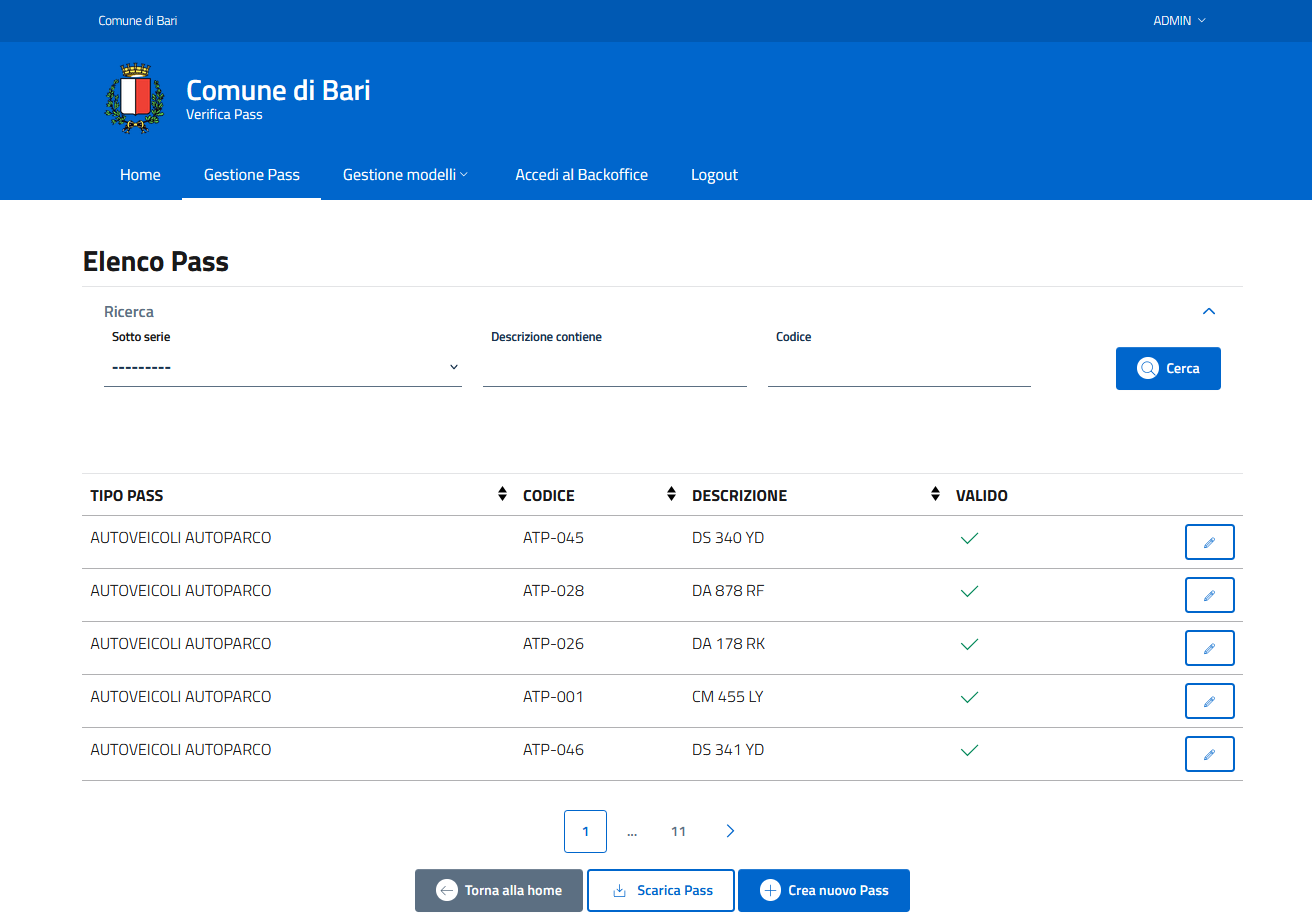 Comune di Bari ADMIN
Comune di Bari
Verifica Pass
Home Gestione Pass Gestione modelli Accedi al Backoffice Logout
Elenco Pass
Ricerca
Sotto serie Descrizione contiene Codice
---------
Cerca
TIPO PASS CODICE DESCRIZIONE VALIDO
AUTOVEICOLI AUTOPARCO ATP-045 DS 340 YD
AUTOVEICOLI AUTOPARCO ATP-028 DA 878 RF
AUTOVEICOLI AUTOPARCO ATP-026 DA 178 RK
AUTOVEICOLI AUTOPARCO ATP-001 CM 455 LY
AUTOVEICOLI AUTOPARCO ATP-046 DS 341 YD
1 ... 11
Torna alla home Scarica Pass Crea nuovo Pass